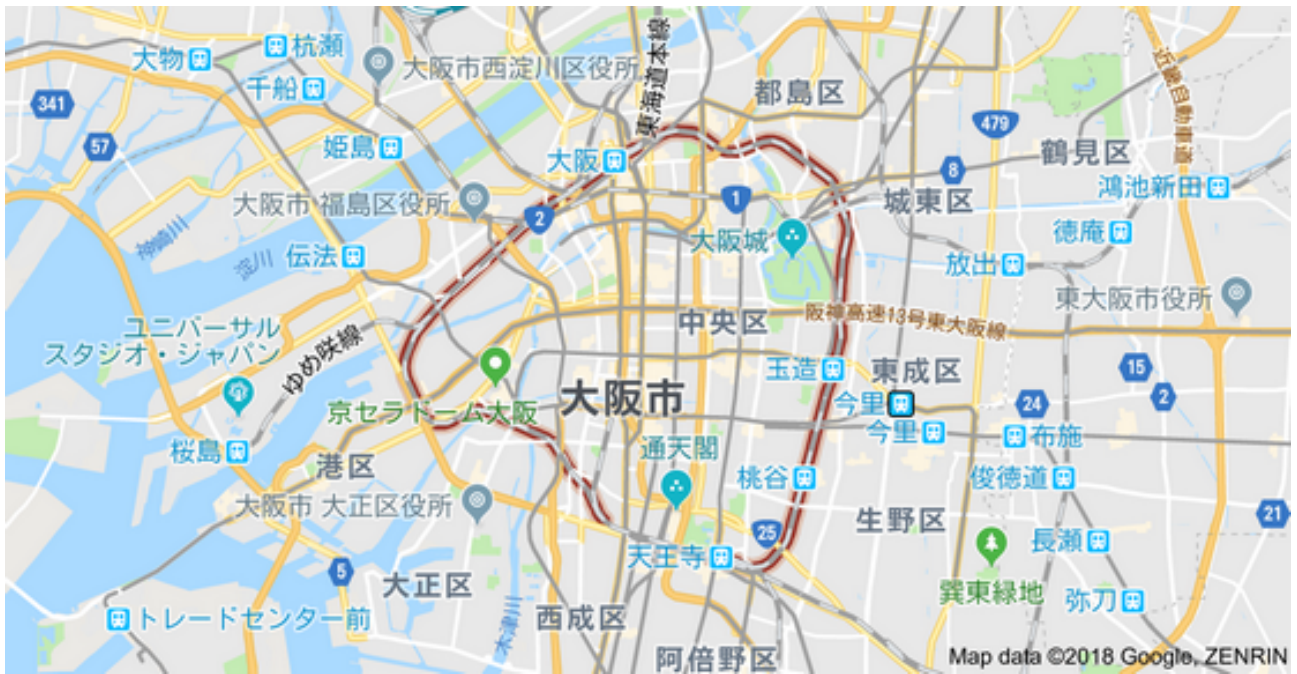 大物
杭瀬
大阪市西淀川区役所
東海道本線
都島区
近畿自動車道
千船
341
57
姫島
479
鶴見区
大阪
8
鴻池新田
大阪市 福島区役所
2
1
城東区
神崎川
淀川
伝法
大阪城
徳庵
放出
東大阪市役所
ユニバーサル
スタジオ・ジャパン
ゆめ咲線
中央区
阪神高速13号東大阪線
玉造
東成区
15
2
京セラドーム大阪
大阪市
今里
24
今里
布施
桜島
港区
通天閣
桃谷
俊徳道
大阪市 大正区役所
生野区
21
25
天王寺
長瀬
5
大正区
巽東緑地
弥刀
トレードセンター前
木津川
西成区
阿倍野区
Map data ©2018 Google, ZENRIN